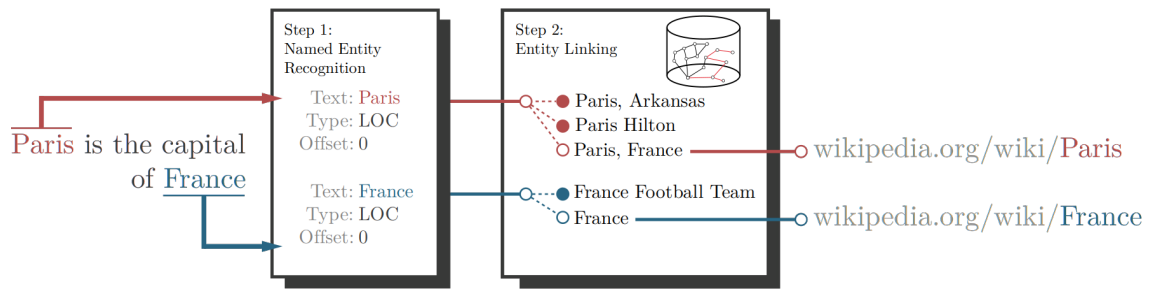 Paris is the capital
of France
Step 1:
Named Entity
Recognition
Text: Paris
Type: LOC
Offset: 0
Text: France
Type: LOC
Offset: 0
Step 2:
Entity Linking
Paris, Arkansas
Paris Hilton
Paris, France
France Football Team
France
wikipedia.org/wiki/Paris
wikipedia.org/wiki/France